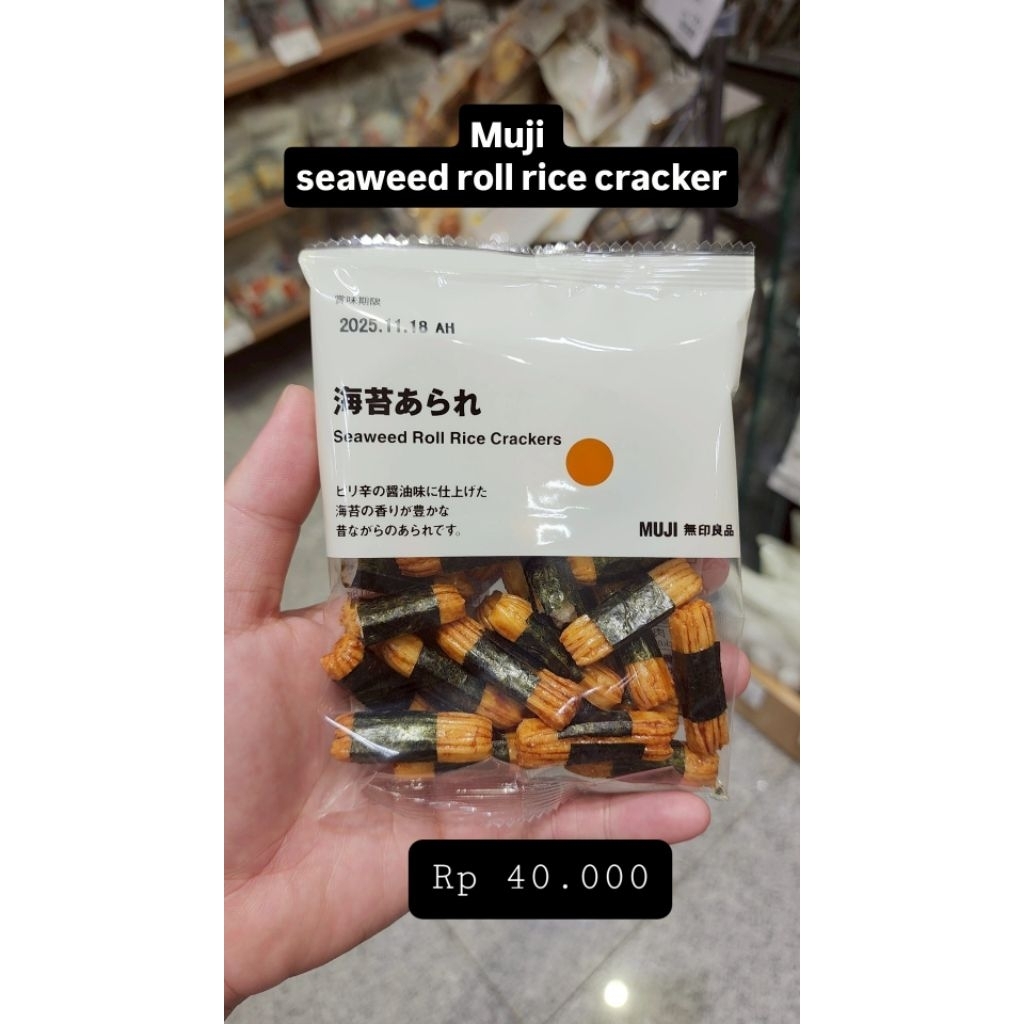 Muji
seaweed roll rice cracker
賞味期限
2025.11.18 AH
海苔あられ
Seaweed Roll Rice Crackers
ピリ辛の醤油味に仕上げた
海苔の香りが豊かな
昔ながらのあられです。
MUJI 無印良品
Rp 40.000